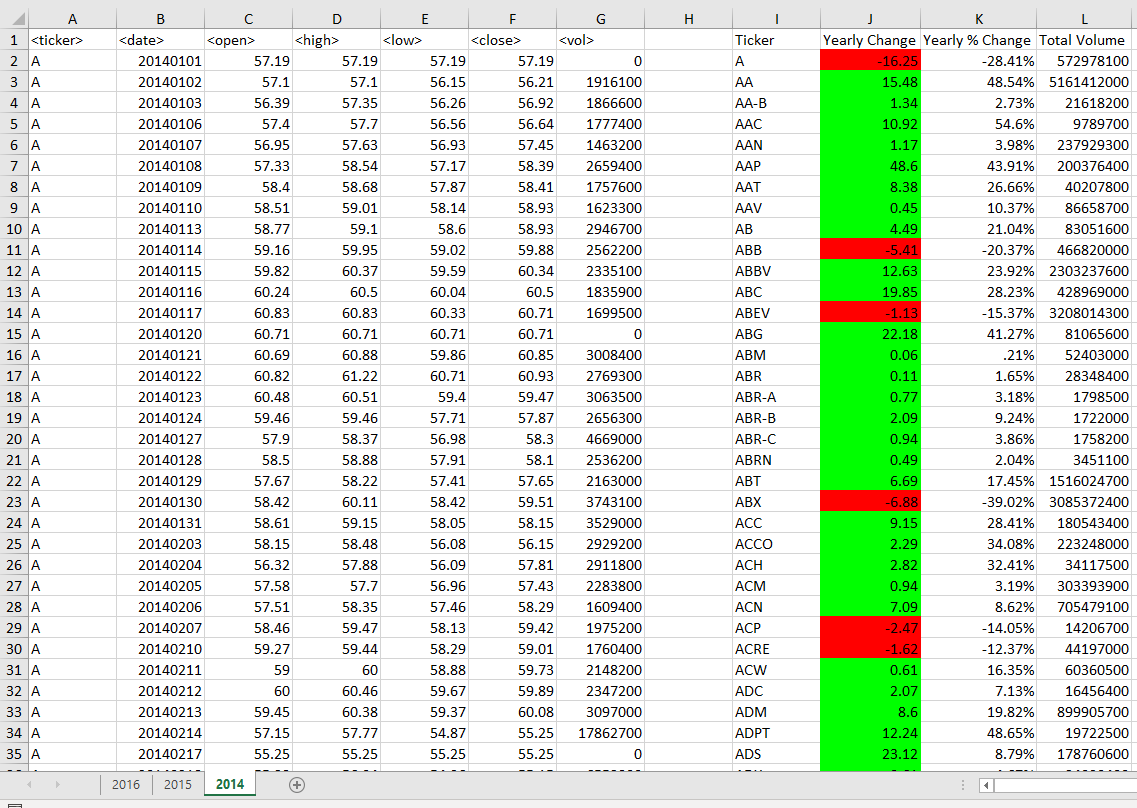 A B C D E F G H I J K L
1 <ticker> <date> <open> <high> <low> <close> <vol> Ticker Yearly Change Yearly % Change Total Volume
2 A 20140101 57.19 57.19 57.19 57.19 0 A -16.25 -28.41% 572978100
3 A 20140102 57.1 57.1 56.15 56.21 1916100 AA 15.48 48.54% 5161412000
4 A 20140103 56.39 57.35 56.26 56.92 1866600 AA-B 1.34 2.73% 21618200
5 A 20140106 57.4 57.7 56.56 56.64 1777400 AAC 10.92 54.6% 9789700
6 A 20140107 56.95 57.63 56.93 57.45 1463200 AAN 1.17 3.98% 237929300
7 A 20140108 57.33 58.54 57.17 58.39 2659400 AAP 48.6 43.91% 200376400
8 A 20140109 58.4 58.68 57.87 58.41 1757600 AAT 8.38 26.66% 40207800
9 A 20140110 58.51 59.01 58.14 58.93 1623300 AAV 0.45 10.37% 86658700
10 A 20140113 58.77 59.1 58.6 58.93 2946700 AB 4.49 21.04% 83051600
11 A 20140114 59.16 59.95 59.02 59.88 2562200 ABB -5.41 -20.37% 466820000
12 A 20140115 59.82 60.37 59.59 60.34 2335100 ABBV 12.63 23.92% 2303237600
13 A 20140116 60.24 60.5 60.04 60.5 1835900 ABC 19.85 28.23% 428969000
14 A 20140117 60.83 60.83 60.33 60.71 1699500 ABEV -1.13 -15.37% 3208014300
15 A 20140120 60.71 60.71 60.71 60.71 0 ABG 22.18 41.27% 81065600
16 A 20140121 60.69 60.88 59.86 60.85 3008400 ABM 0.06 .21% 52403000
17 A 20140122 60.82 61.22 60.71 60.93 2769300 ABR 0.11 1.65% 28348400
18 A 20140123 60.48 60.51 59.4 59.47 3063500 ABR-A 0.77 3.18% 1798500
19 A 20140124 59.46 59.46 57.71 57.87 2656300 ABR-B 2.09 9.24% 1722000
20 A 20140127 57.9 58.37 56.98 58.3 4669000 ABR-C 0.94 3.86% 1758200
21 A 20140128 58.5 58.88 57.91 58.1 2536200 ABRN 0.49 2.04% 3451100
22 A 20140129 57.67 58.22 57.41 57.65 2163000 ABT 6.69 17.45% 1516024700
23 A 20140130 58.42 60.11 58.42 59.51 3743100 ABX -6.88 -39.02% 3085372400
24 A 20140131 58.61 59.15 58.05 58.15 3529000 ACC 9.15 28.41% 180543400
25 A 20140203 58.15 58.48 56.08 56.15 2929200 ACCO 2.29 34.08% 223248000
26 A 20140204 56.32 57.88 56.09 57.81 2911800 ACH 2.82 32.41% 34117500
27 A 20140205 57.58 57.7 56.96 57.43 2283800 ACM 0.94 3.19% 303393900
28 A 20140206 57.51 58.35 57.46 58.29 1609400 ACN 7.09 8.62% 705479100
29 A 20140207 58.46 59.47 58.13 59.42 1975200 ACP -2.47 -14.05% 14206700
30 A 20140210 59.27 59.44 58.29 59.01 1760400 ACRE -1.62 -12.37% 44197000
31 A 20140211 59 60 58.88 59.73 2148200 ACW 0.61 16.35% 60360500
32 A 20140212 60 60.46 59.67 59.89 2347200 ADC 2.07 7.13% 16456400
33 A 20140213 59.45 60.38 59.37 60.08 3097000 ADM 8.6 19.82% 899905700
34 A 20140214 57.15 57.77 54.87 55.25 17862700 ADPT 12.24 48.65% 19722500
35 A 20140217 55.25 55.25 55.25 55.25 0 ADS 23.12 8.79% 178760600
2016 2015 2014